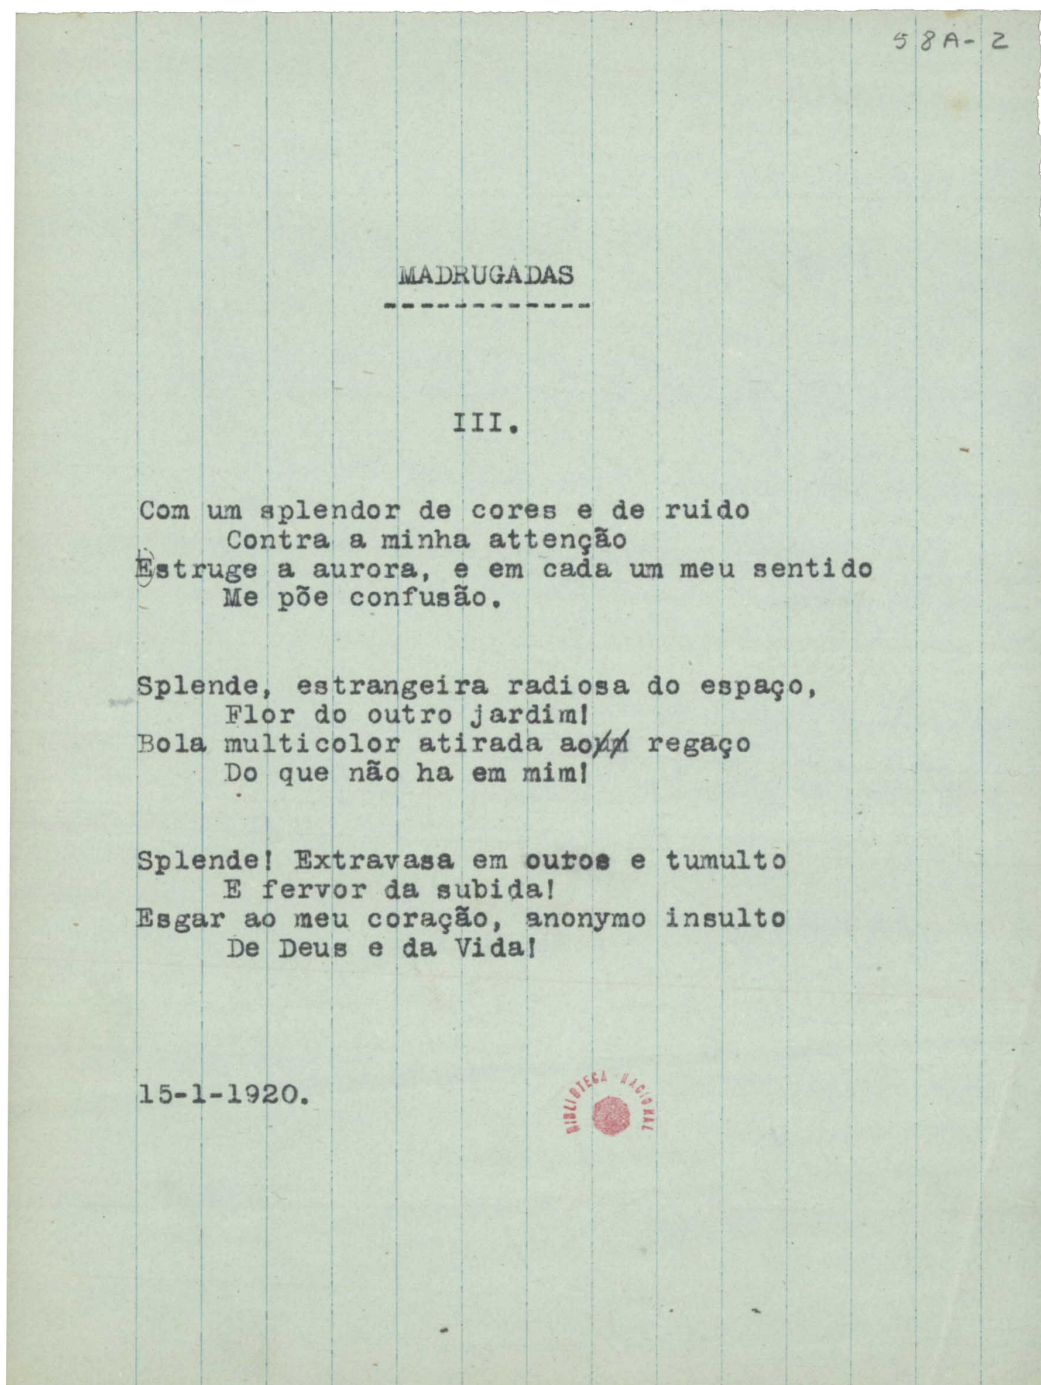 58A-2
MADRUGADAS
------------
III.
Com um splendor de cores e de ruido
Contra a minha attenção
Estruge a aurora, e em cada um meu sentido
Me põe confusão.
Splende, estrangeira radiosa do espaço,
Flor do outro jardim!
Bola multicolor atirada ao regaço
Do que não ha em mim!
Splende! Extravasa em ouros e tumulto
E fervor da subida!
Esgar ao meu coração, anonymo insulto
De Deus e da Vida!
15-1-1920.
BIBLIOTECA NACIONAL